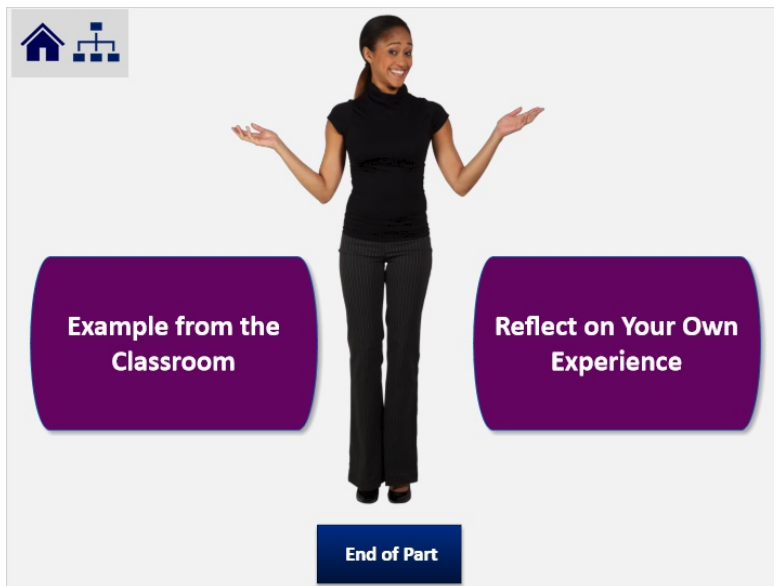 Example from the
Classroom
Reflect on Your Own
Experience
End of Part